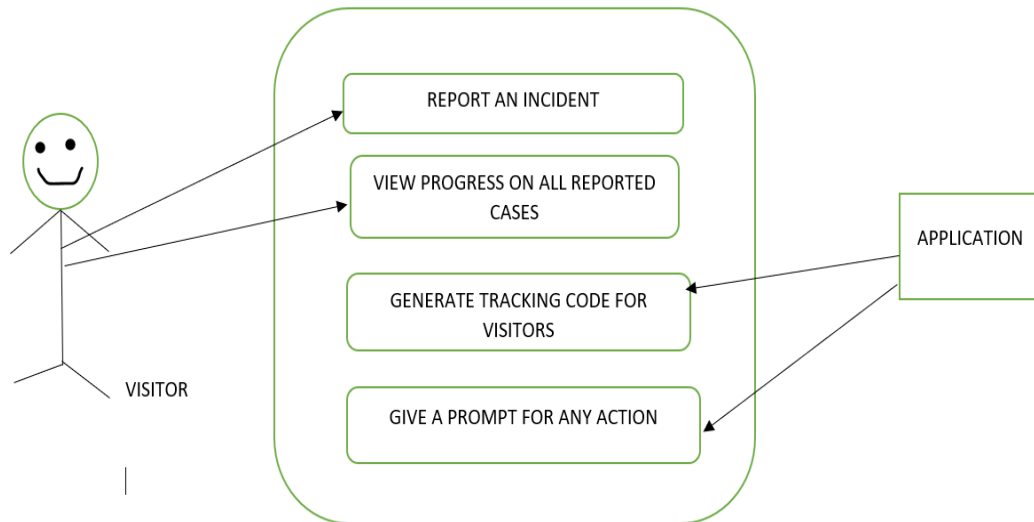 REPORT AN INCIDENT
VIEW PROGRESS ON ALL REPORTED
CASES
APPLICATION
GENERATE TRACKING CODE FOR
VISITORS
VISITOR
GIVE A PROMPT FOR ANY ACTION